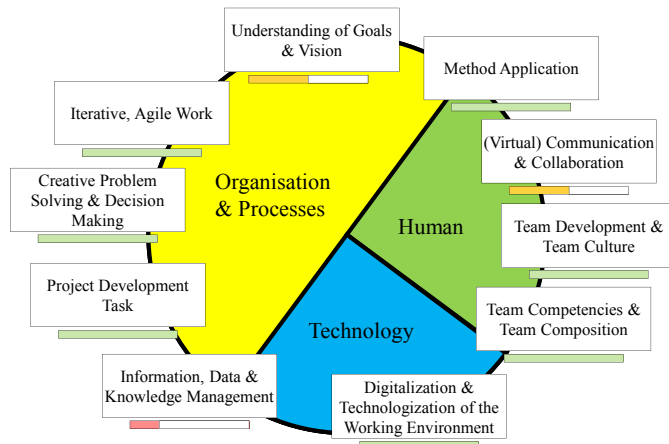 Understanding of Goals
& Vision
Method Application
Iterative, Agile Work
(Virtual) Communication
& Collaboration
Creative Problem
Solving & Decision
Making
Organisation
& Processes
Human
Team Development &
Team Culture
Project Development
Task
Technology
Team Competencies &
Team Composition
Information, Data &
Knowledge Management
Digitalization &
Technologization of the
Working Environment